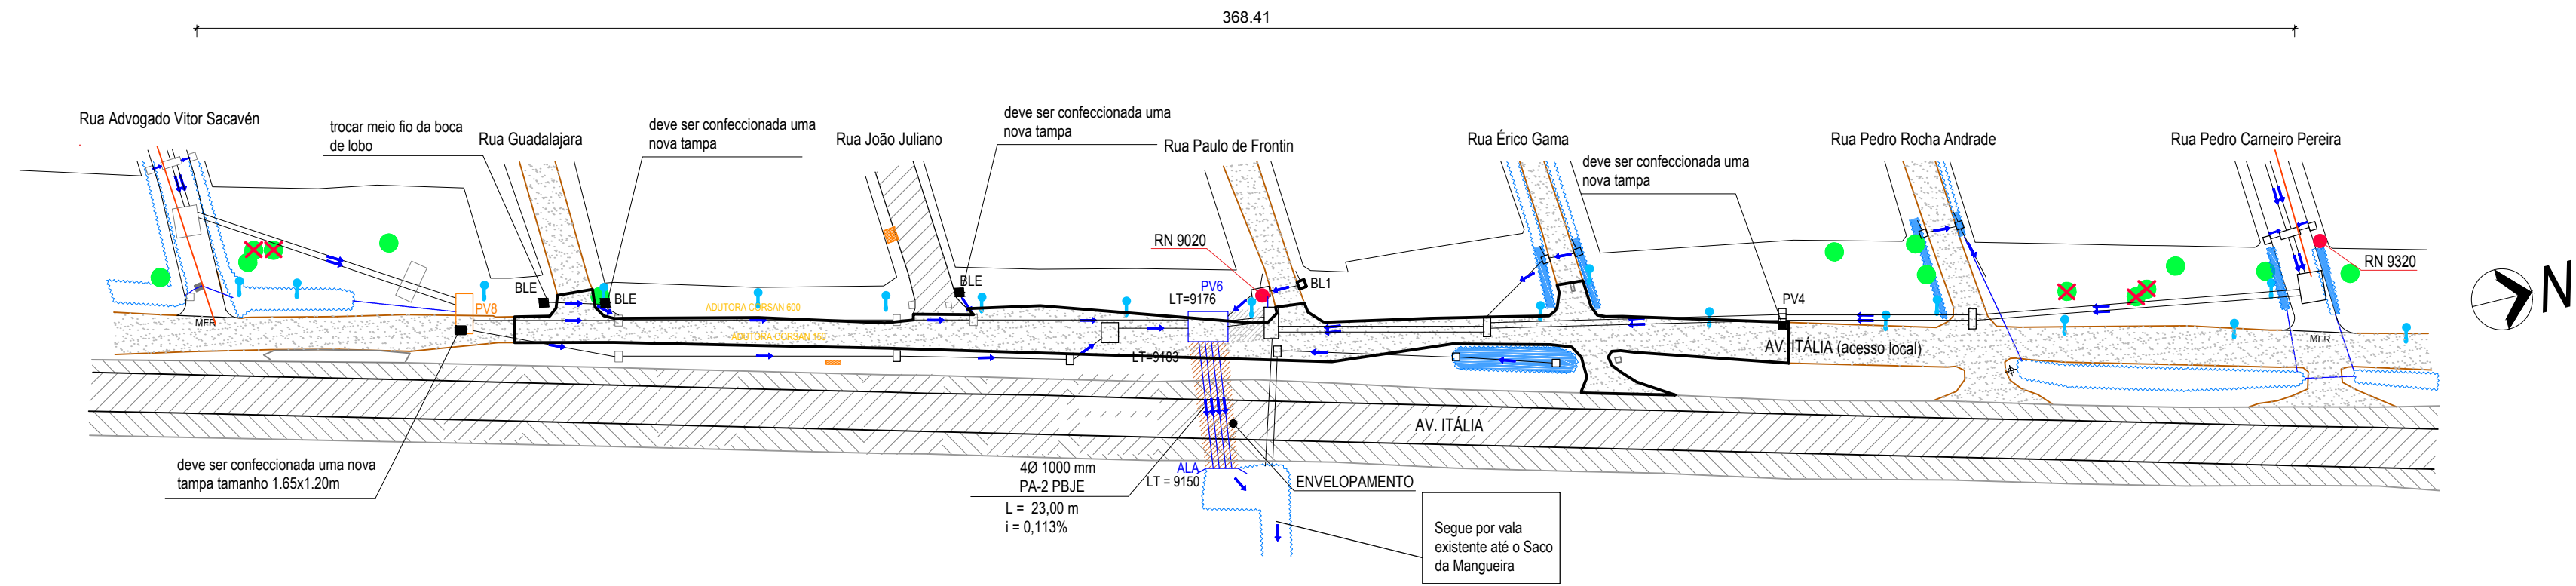 368.41
Rua Advogado Vitor Sacavén
trocar meio fio da boca
de lobo
Rua Guadalajara
deve ser confeccionada uma
nova tampa
Rua João Juliano
deve ser confeccionada uma
nova tampa
Rua Paulo de Frontin
Rua Érico Gama
deve ser confeccionada uma
nova tampa
Rua Pedro Rocha Andrade
Rua Pedro Carneiro Pereira
RN 9020
RN 9320
N
BLE
BLE
BLE
PV6
LT=9176
BL1
PV4
PV8
MFR
ADUTORA CORSAN 600
ADUTORA CORSAN 150
LT=9183
AV. ITÁLIA (acesso local)
MFR
AV. ITÁLIA
deve ser confeccionada uma nova
tampa tamanho 1.65x1.20m
4Ø 1000 mm
PA-2 PBJE
L = 23,00 m
i = 0,113%
ALA
LT = 9150
ENVELOPAMENTO
Segue por vala
existente até o Saco
da Mangueira